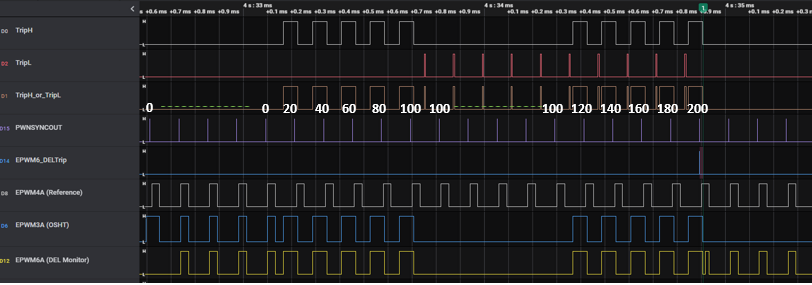 4 s : 33 ms
4 s : 34 ms
4 s : 35 ms
s +0.6 ms +0.7 ms +0.8 ms +0.9 ms +0.1 ms +0.2 ms +0.3 ms +0.4 ms +0.5 ms +0.6 ms +0.7 ms +0.8 ms +0.9 ms +0.1 ms +0.2 ms +0.3 ms +0.4 ms +0.5 ms +0.6 ms +0.7 ms +0.8 ms 1 +0.9 ms +0.1 ms +0.2 ms +0.3 m
D0 TripH H L
D2 TripL H L
D1 TripH_or_TripL H L
0 0 20 40 60 80 100 100 100 120 140 160 180 200
D15 PWNSYNCOUT H L
D14 EPWM6_DELTrip H L
D8 EPWM4A (Reference) H L
D6 EPWM3A (OSHT) H L
D12 EPWM6A (DEL Monitor) H L